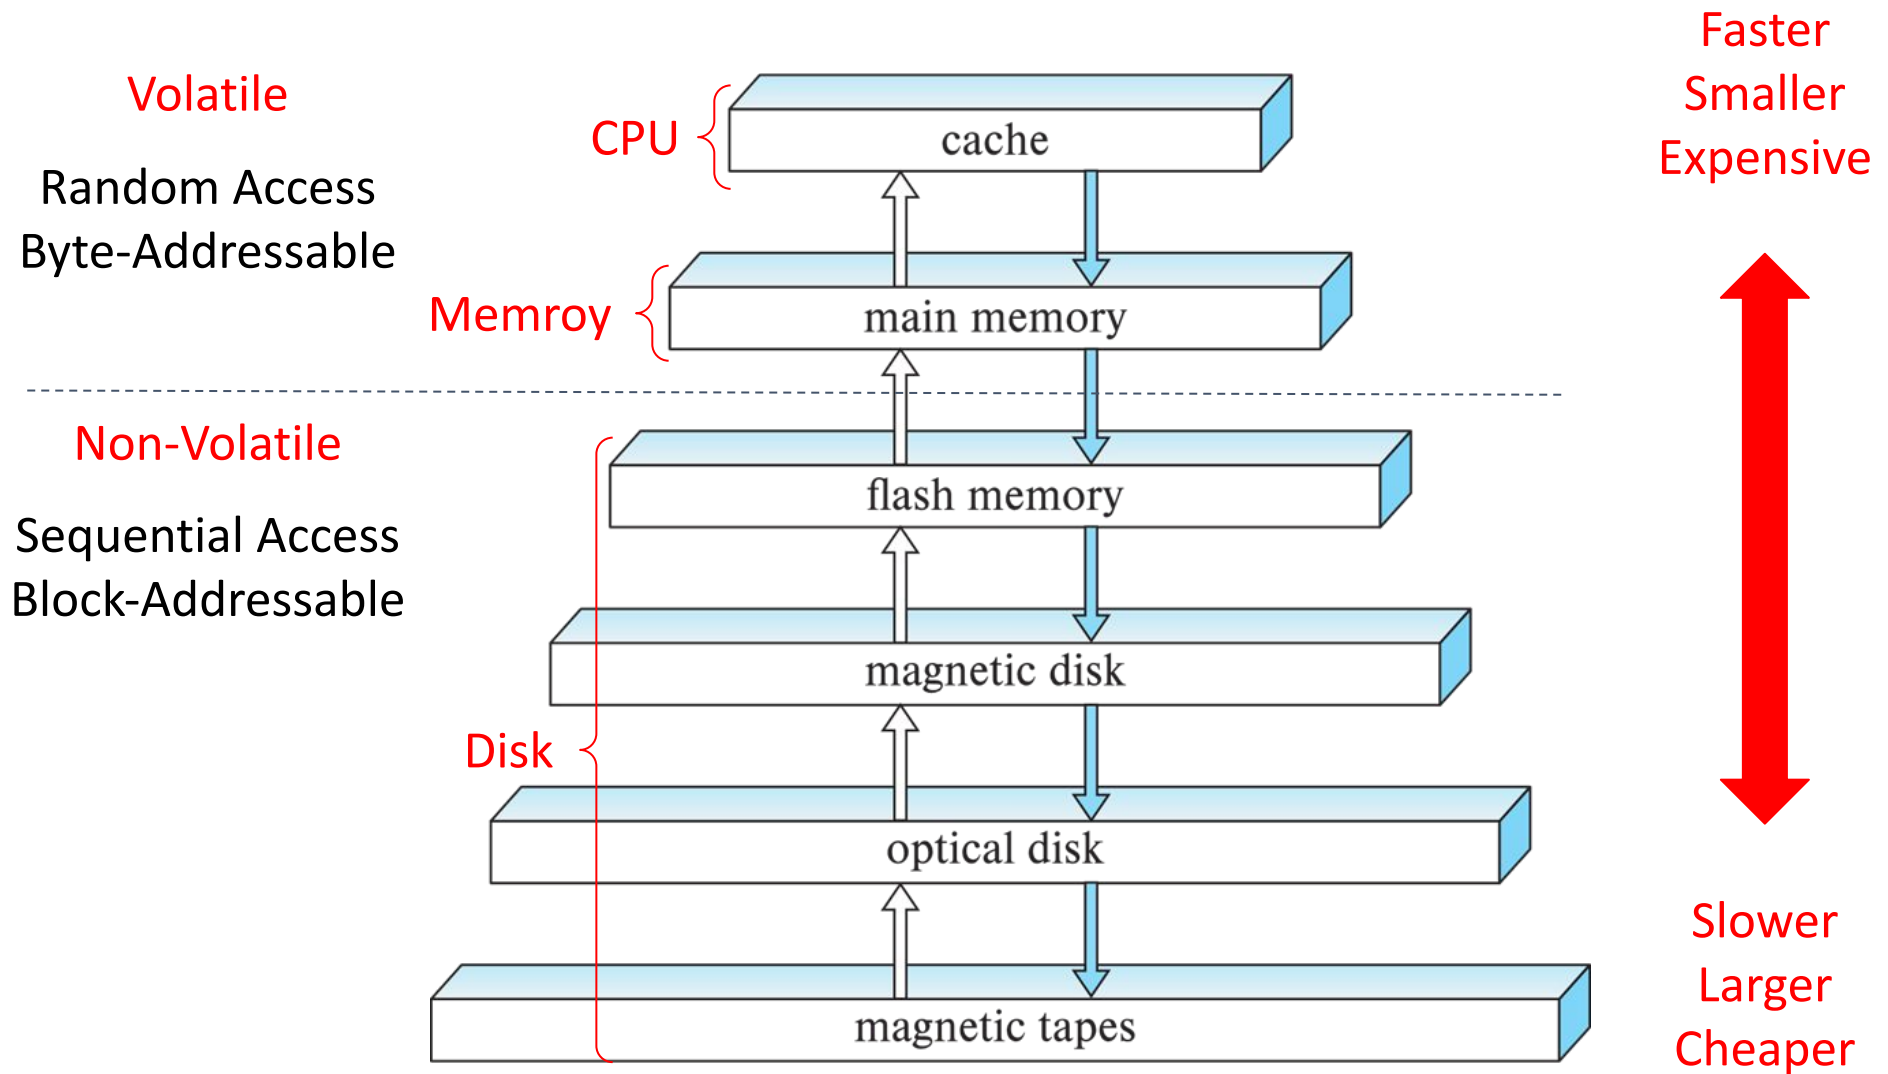 Faster
Smaller
Expensive
Volatile
Random Access
Byte-Addressable
CPU
cache
Memroy
main memory
Non-Volatile
Sequential Access
Block-Addressable
flash memory
magnetic disk
Disk
optical disk
magnetic tapes
Slower
Larger
Cheaper